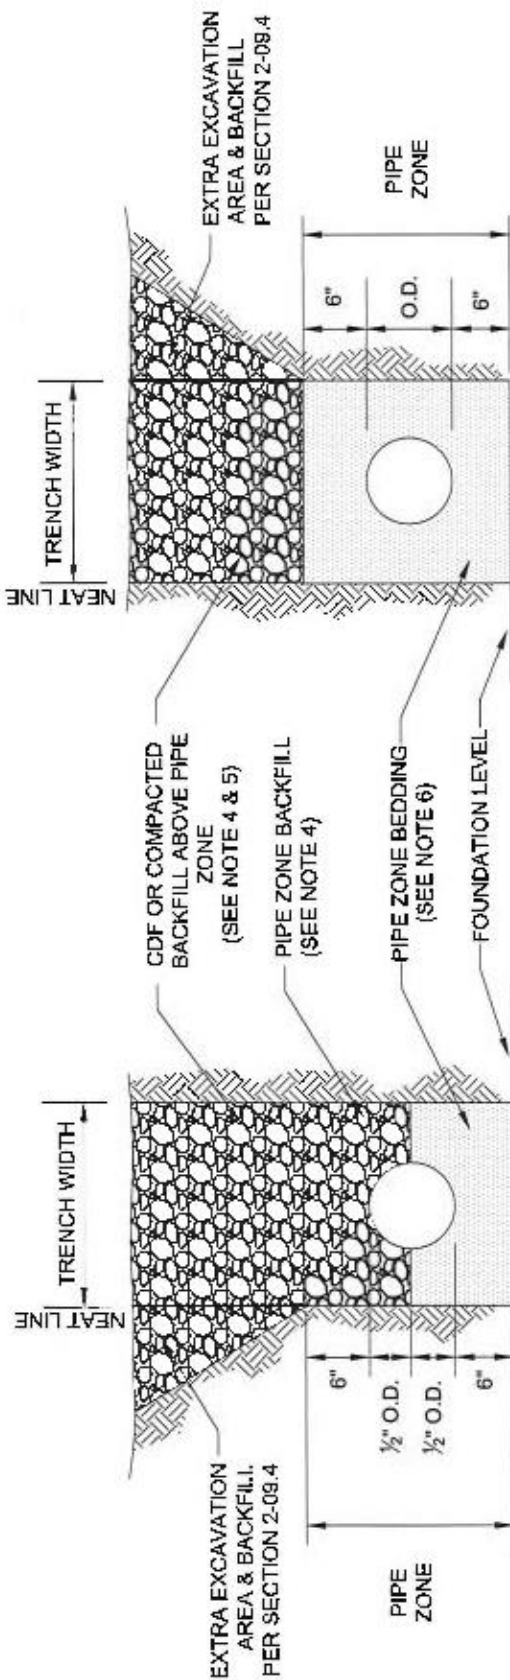 NEAT LINE
TRENCH WIDTH
EXTRA EXCAVATION
AREA & BACKFILL.
PER SECTION 2-09.4
PIPE
ZONE
6"
½" O.D.
½" O.D.
6"
CDF OR COMPACTED
BACKFILL ABOVE PIPE
ZONE
(SEE NOTE 4 & 5)
PIPE ZONE BACKFILL
(SEE NOTE 4)
PIPE ZONE BEDDING
(SEE NOTE 6)
FOUNDATION LEVEL
NEAT LINE
TRENCH WIDTH
EXTRA EXCAVATION
AREA & BACKFILL
PER SECTION 2-09.4
6"
O.D.
6"
PIPE
ZONE